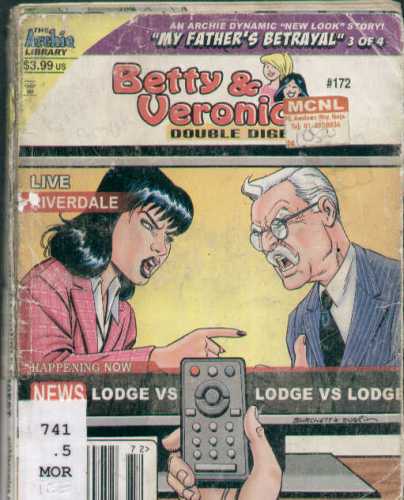 THE
Archie
LIBRARY
$3.99 US
AN ARCHIE DYNAMIC "NEW LOOK" STORY!
"MY FATHER'S BETRAYAL" 3 OF 4
Betty &
Veronic
DOUBLE DIGE
#172
MCNL
LIVE
RIVERDALE
HAPPENING NOW
NEWS LODGE VS LODGE VS LODGE
741
.5
MOR
72>